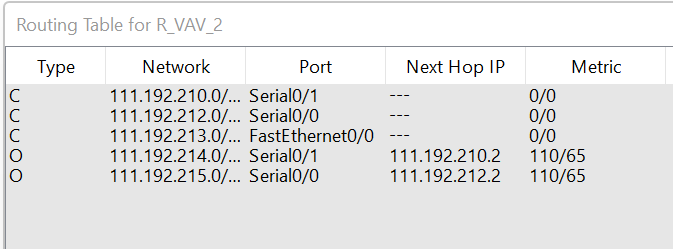 Routing Table for R_VAV_2
Type Network Port Next Hop IP Metric
C 111.192.210.0/... Serial0/1 --- 0/0
C 111.192.212.0/... Serial0/0 --- 0/0
C 111.192.213.0/... FastEthernet0/0 --- 0/0
O 111.192.214.0/... Serial0/1 111.192.210.2 110/65
O 111.192.215.0/... Serial0/0 111.192.212.2 110/65